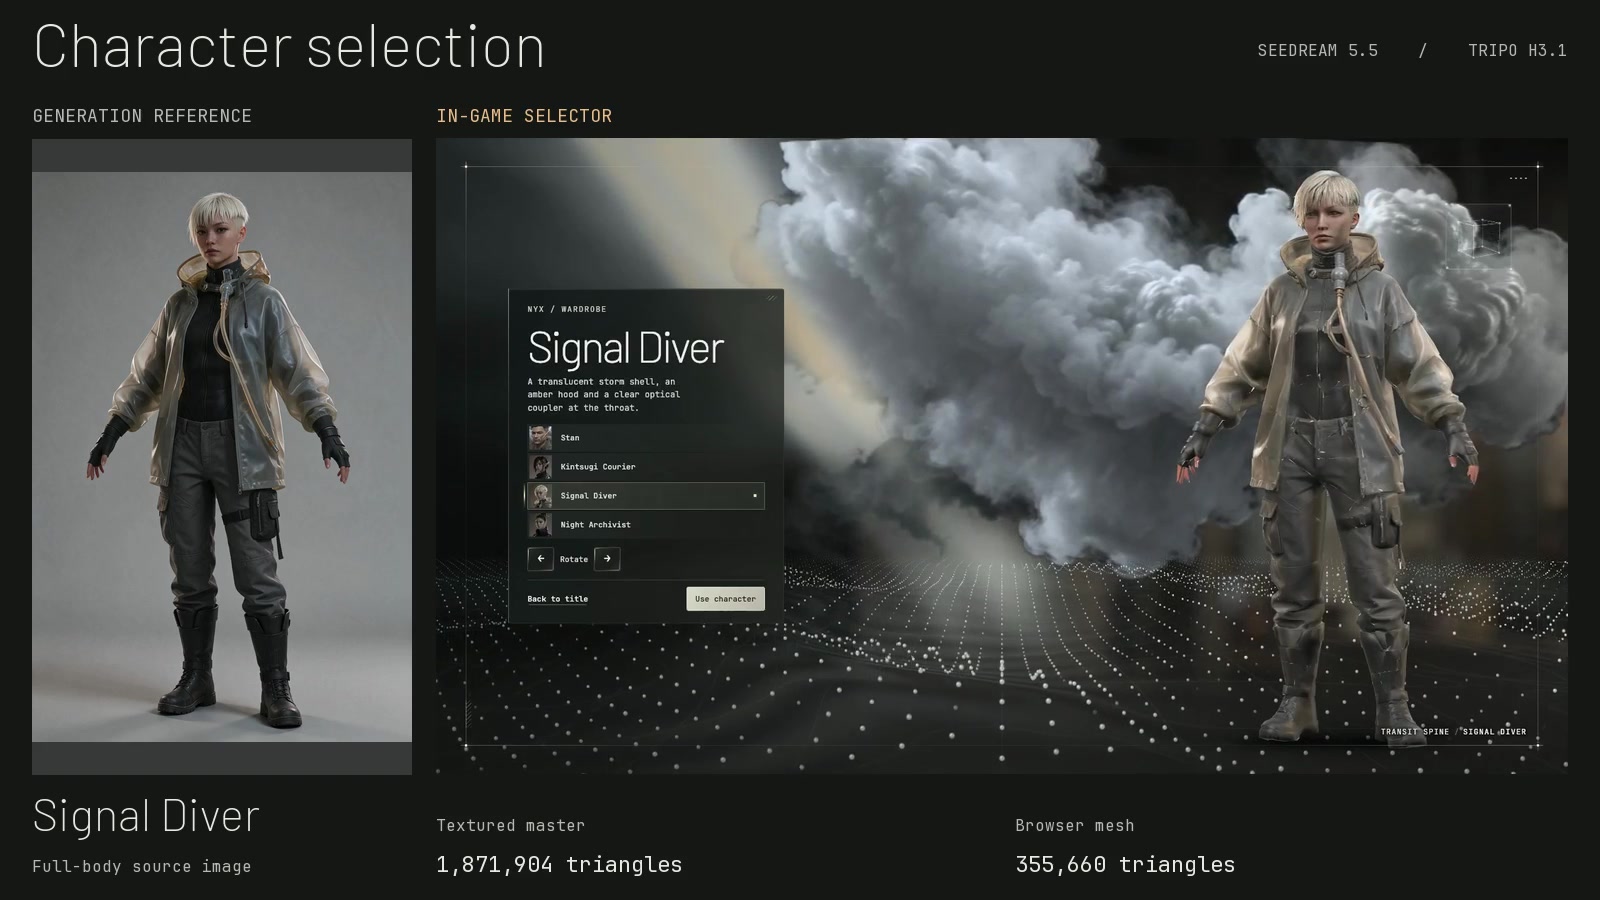 Character selection
SEEDREAM 5.5 / TRIPO H3.1
GENERATION REFERENCE
IN-GAME SELECTOR
NYX / WARDROBE
Signal Diver
A translucent storm shell, an
amber hood and a clear optical
coupler at the throat.
Stan
Kintsugi Courier
Signal Diver
Night Archivist
← Rotate →
Back to title
Use character
TRANSIT SPINE / SIGNAL DIVER
Signal Diver
Full-body source image
Textured master
1,871,904 triangles
Browser mesh
355,660 triangles